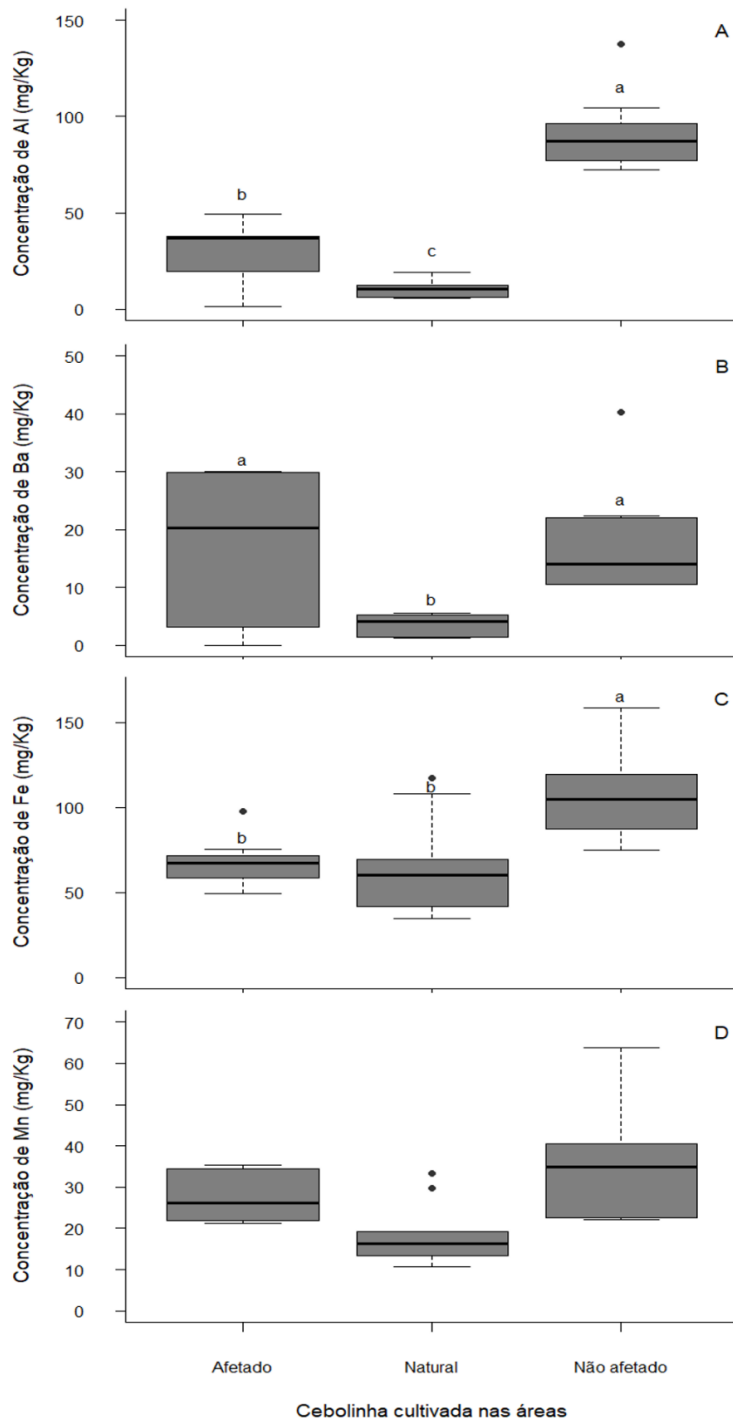 A
Concentração de Al (mg/Kg)
150
100
50
0
b
c
a
B
Concentração de Ba (mg/Kg)
50
40
30
20
10
0
a
b
a
C
Concentração de Fe (mg/Kg)
150
100
50
0
b
b
a
D
Concentração de Mn (mg/Kg)
70
60
50
40
30
20
10
0
Afetado
Natural
Não afetado
Cebolinha cultivada nas áreas